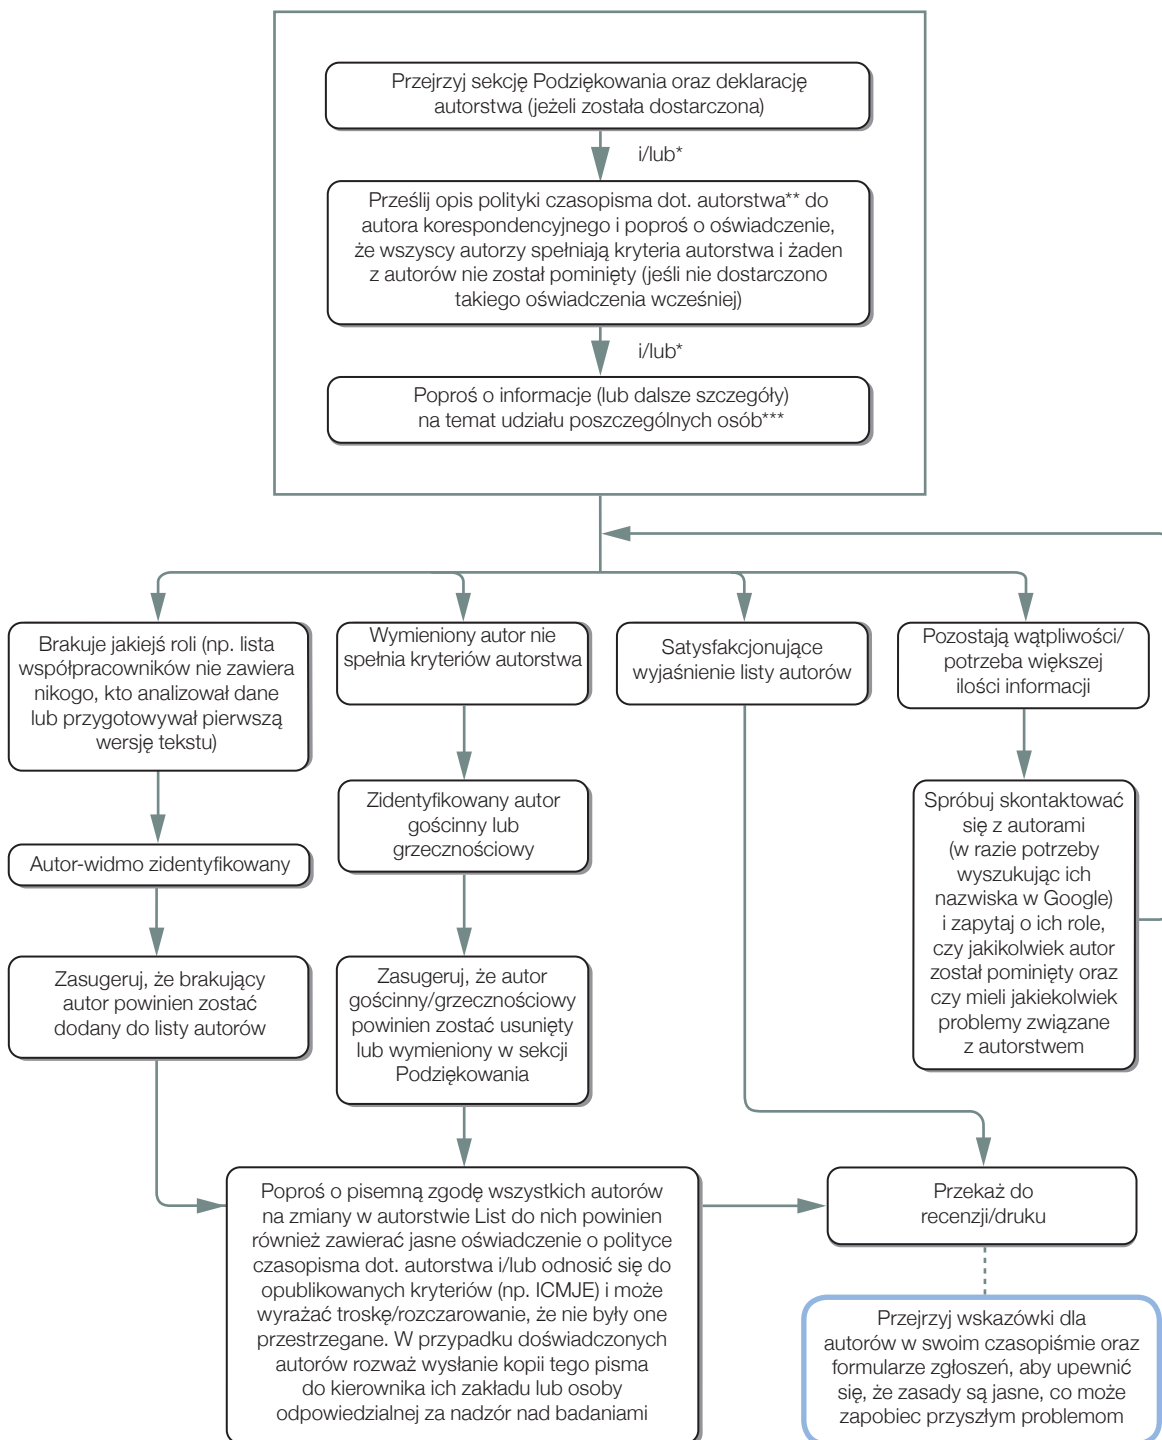 Przejrzyj sekcję Podziękowania oraz deklarację
autorstwa (jeżeli została dostarczona)
i/lub*
Prześlij opis polityki czasopisma dot. autorstwa** do
autora korespondencyjnego i poproś o oświadczenie,
że wszyscy autorzy spełniają kryteria autorstwa i żaden
z autorów nie został pominięty (jeśli nie dostarczono
takiego oświadczenia wcześniej)
i/lub*
Poproś o informacje (lub dalsze szczegóły)
na temat udziału poszczególnych osób***
Brakuje jakiejś roli (np. lista
współpracowników nie zawiera
nikogo, kto analizował dane
lub przygotowywał pierwszą
wersję tekstu)
Autor-widmo zidentyfikowany
Zasugeruj, że brakujący
autor powinien zostać
dodany do listy autorów
Wymieniony autor nie
spełnia kryteriów autorstwa
Zidentyfikowany autor
gościnny lub
grzecznościowy
Zasugeruj, że autor
gościnny/grzecznościowy
powinien zostać usunięty
lub wymieniony w sekcji
Podziękowania
Satysfakcjonujące
wyjaśnienie listy autorów
Pozostają wątpliwości/
potrzeba większej
ilości informacji
Spróbuj skontaktować
się z autorami
(w razie potrzeby
wyszukując ich
nazwiska w Google)
i zapytaj o ich role,
czy jakikolwiek autor
został pominięty oraz
czy mieli jakiekolwiek
problemy związane
z autorstwem
Poproś o pisemną zgodę wszystkich autorów
na zmiany w autorstwie List do nich powinien
również zawierać jasne oświadczenie o polityce
czasopisma dot. autorstwa i/lub odnosić się do
opublikowanych kryteriów (np. ICMJE) i może
wyrażać troskę/rozczarowanie, że nie były one
przestrzegane. W przypadku doświadczonych
autorów rozważ wysłanie kopii tego pisma
do kierownika ich zakładu lub osoby
odpowiedzialnej za nadzór nad badaniami
Przekaż do
recenzji/druku
Przejrzyj wskazówki dla
autorów w swoim czasopiśmie oraz
formularze zgłoszeń, aby upewnić
się, że zasady są jasne, co może
zapobiec przyszłym problemom